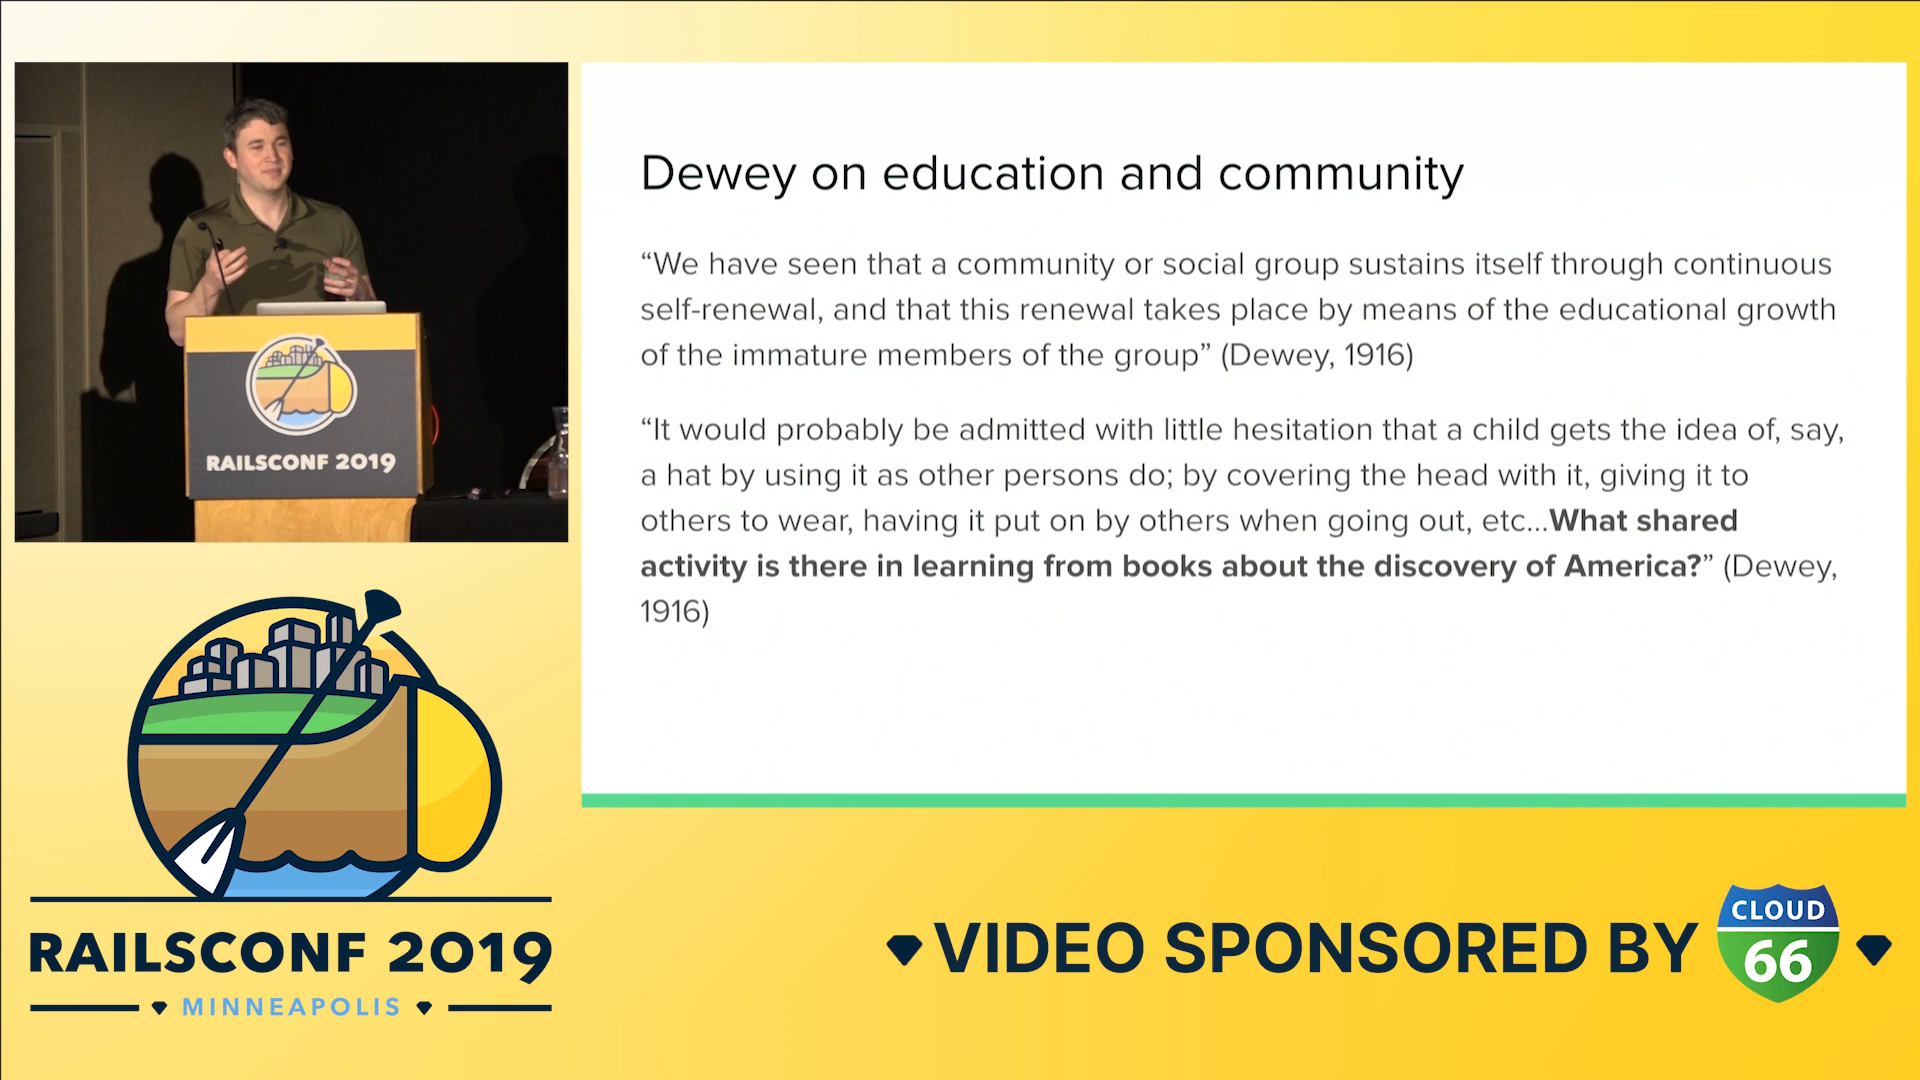 Dewey on education and community
“We have seen that a community or social group sustains itself through continuous
self-renewal, and that this renewal takes place by means of the educational growth
of the immature members of the group” (Dewey, 1916)
“It would probably be admitted with little hesitation that a child gets the idea of, say,
a hat by using it as other persons do; by covering the head with it, giving it to
others to wear, having it put on by others when going out, etc...What shared
activity is there in learning from books about the discovery of America?” (Dewey,
1916)
RAILSCONF 2019
RAILSCONF 2019
MINNEAPOLIS
VIDEO SPONSORED BY
CLOUD
66